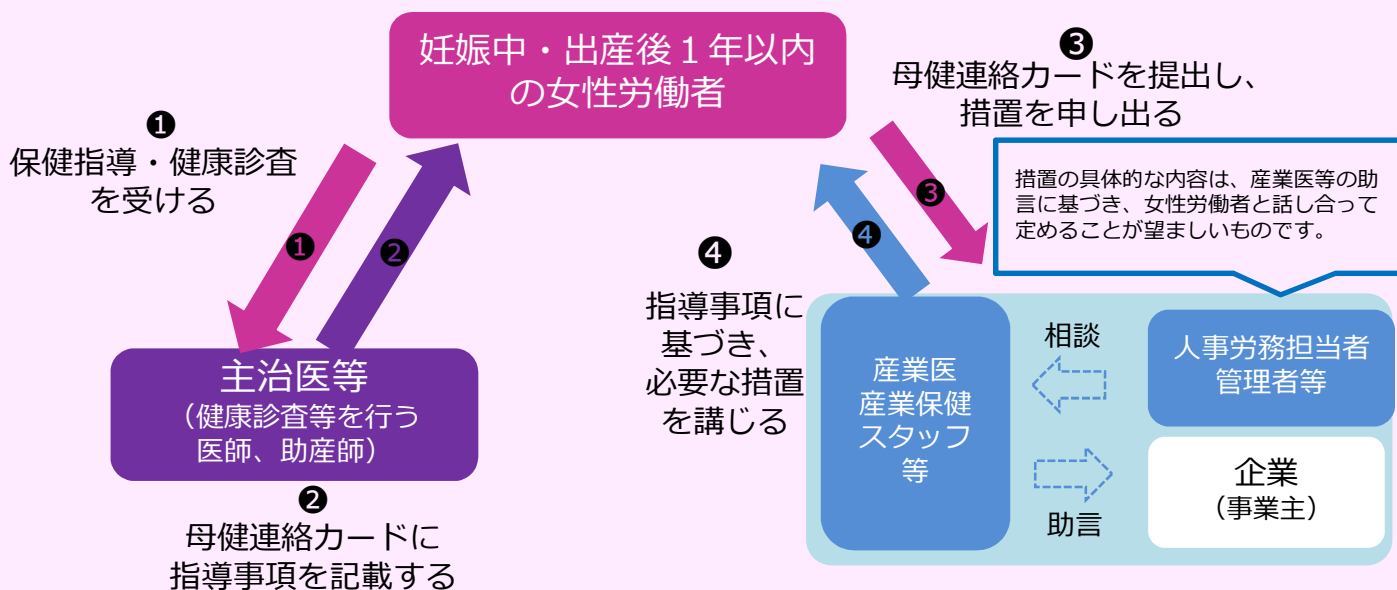 妊娠中・出産後１年以内
の女性労働者
❶
保健指導・健康診査
を受ける
❶
❷
主治医等
（健康診査等を行う
医師、助産師）
❷
母健連絡カードに
指導事項を記載する
❸
母健連絡カードを提出し、
措置を申し出る
❸
❹
措置の具体的な内容は、産業医等の助
言に基づき、女性労働者と話し合って
定めることが望ましいものです。
❹
指導事項に
基づき、
必要な措置
を講じる
産業医
産業保健
スタッフ
等
相談
助言
人事労務担当者
管理者等
企業
（事業主）